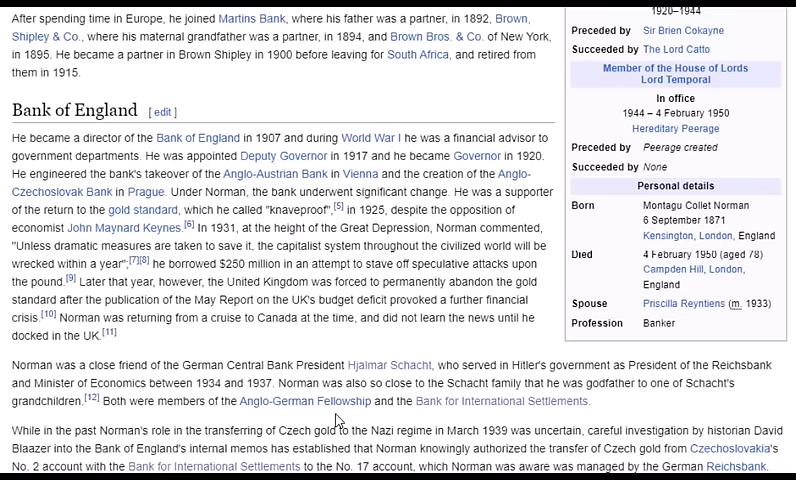 After spending time in Europe, he joined Martins Bank, where his father was a partner, in 1892, Brown,
Shipley & Co., where his maternal grandfather was a partner, in 1894, and Brown Bros. & Co. of New York,
in 1895. He became a partner in Brown Shipley in 1900 before leaving for South Africa, and retired from
them in 1915.
Bank of England [ edit ]
He became a director of the Bank of England in 1907 and during World War I he was a financial advisor to
government departments. He was appointed Deputy Governor in 1917 and he became Governor in 1920.
He engineered the bank's takeover of the Anglo-Austrian Bank in Vienna and the creation of the Anglo-
Czechoslovak Bank in Prague. Under Norman, the bank underwent significant change. He was a supporter
of the return to the gold standard, which he called "knaveproof",[5] in 1925, despite the opposition of
economist John Maynard Keynes.[6] In 1931, at the height of the Great Depression, Norman commented,
"Unless dramatic measures are taken to save it, the capitalist system throughout the civilized world will be
wrecked within a year";[7][8] he borrowed $250 million in an attempt to stave off speculative attacks upon
the pound.[9] Later that year, however, the United Kingdom was forced to permanently abandon the gold
standard after the publication of the May Report on the UK's budget deficit provoked a further financial
crisis.[10] Norman was returning from a cruise to Canada at the time, and did not learn the news until he
docked in the UK.[11]
Norman was a close friend of the German Central Bank President Hjalmar Schacht, who served in Hitler's government as President of the Reichsbank
and Minister of Economics between 1934 and 1937. Norman was also so close to the Schacht family that he was godfather to one of Schacht's
grandchildren.[12] Both were members of the Anglo-German Fellowship and the Bank for International Settlements.
While in the past Norman's role in the transferring of Czech gold to the Nazi regime in March 1939 was uncertain, careful investigation by historian David
Blaazer into the Bank of England's internal memos has established that Norman knowingly authorized the transfer of Czech gold from Czechoslovakia's
No. 2 account with the Bank for International Settlements to the No. 17 account, which Norman was aware was managed by the German Reichsbank.
1920–1944
Preceded by Sir Brien Cokayne
Succeeded by The Lord Catto
Member of the House of Lords
Lord Temporal
In office
1944 – 4 February 1950
Hereditary Peerage
Preceded by Peerage created
Succeeded by None
Personal details
Born Montagu Collet Norman
6 September 1871
Kensington, London, England
Died 4 February 1950 (aged 78)
Campden Hill, London,
England
Spouse Priscilla Reyntiens (m. 1933)
Profession Banker